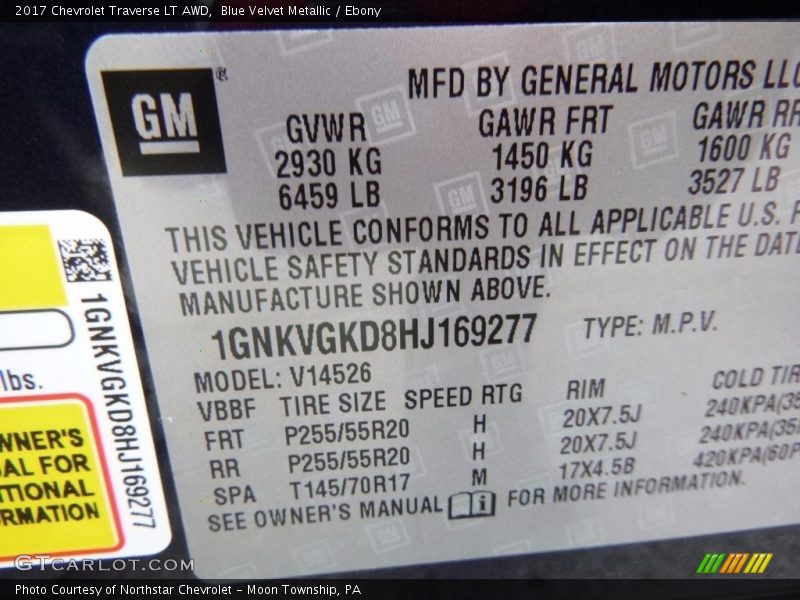 2017 Chevrolet Traverse LT AWD, Blue Velvet Metallic / Ebony
GM ®
MFD BY GENERAL MOTORS LLC
GVWR GAWR FRT GAWR RR
2930 KG 1450 KG 1600 KG
6459 LB 3196 LB 3527 LB
THIS VEHICLE CONFORMS TO ALL APPLICABLE U.S. F
VEHICLE SAFETY STANDARDS IN EFFECT ON THE DATE
MANUFACTURE SHOWN ABOVE.
1GNKVGKD8HJ169277 TYPE: M.P.V.
MODEL: V14526
VBBF TIRE SIZE SPEED RTG RIM COLD TIR
FRT P255/55R20 H 20X7.5J 240KPA(35
RR P255/55R20 H 20X7.5J 240KPA(35
SPA T145/70R17 M 17X4.5B 420KPA(60P
SEE OWNER'S MANUAL i FOR MORE INFORMATION.
1GNKVGKD8HJ169277
lbs.
WNER'S
AL FOR
TIONAL
RMATION
GTCARLOT.COM
Photo Courtesy of Northstar Chevrolet - Moon Township, PA